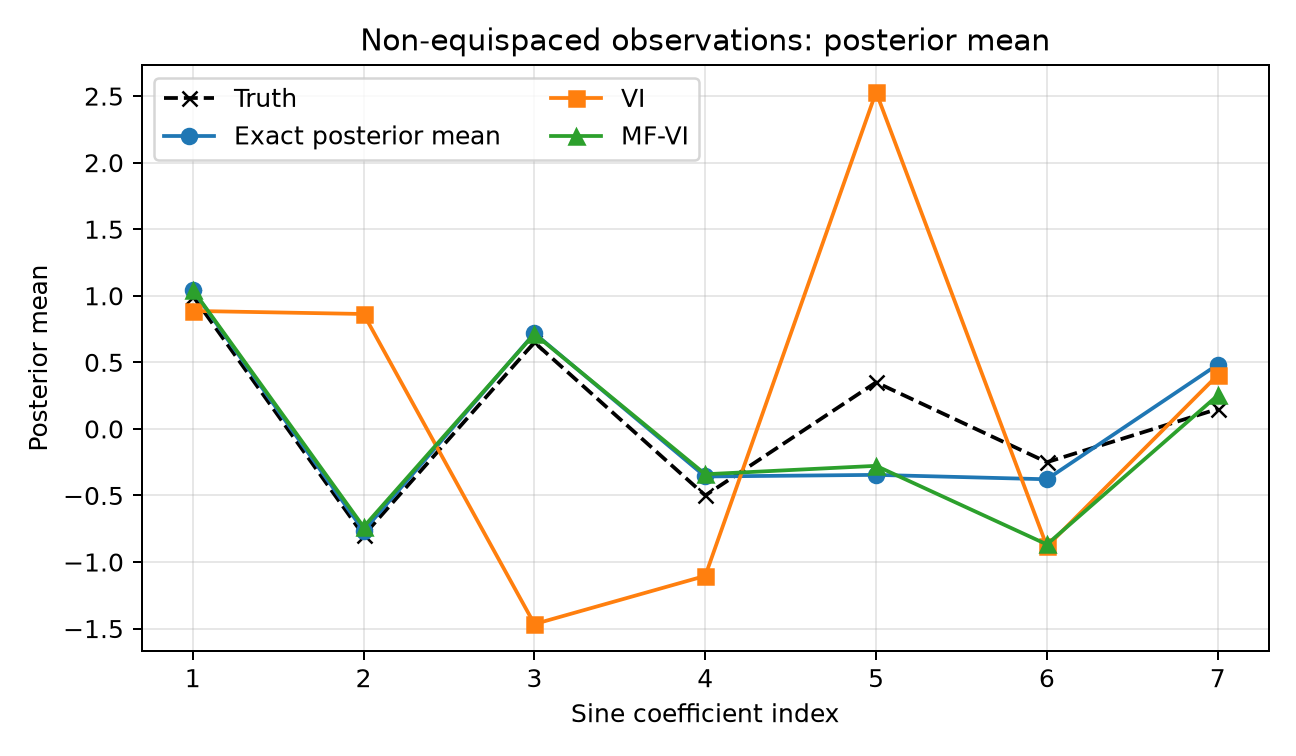 Non-equispaced observations: posterior mean
Truth
Exact posterior mean
VI
MF-VI
Posterior mean
2.5
2.0
1.5
1.0
0.5
0.0
−0.5
−1.0
−1.5
1 2 3 4 5 6 7
Sine coefficient index